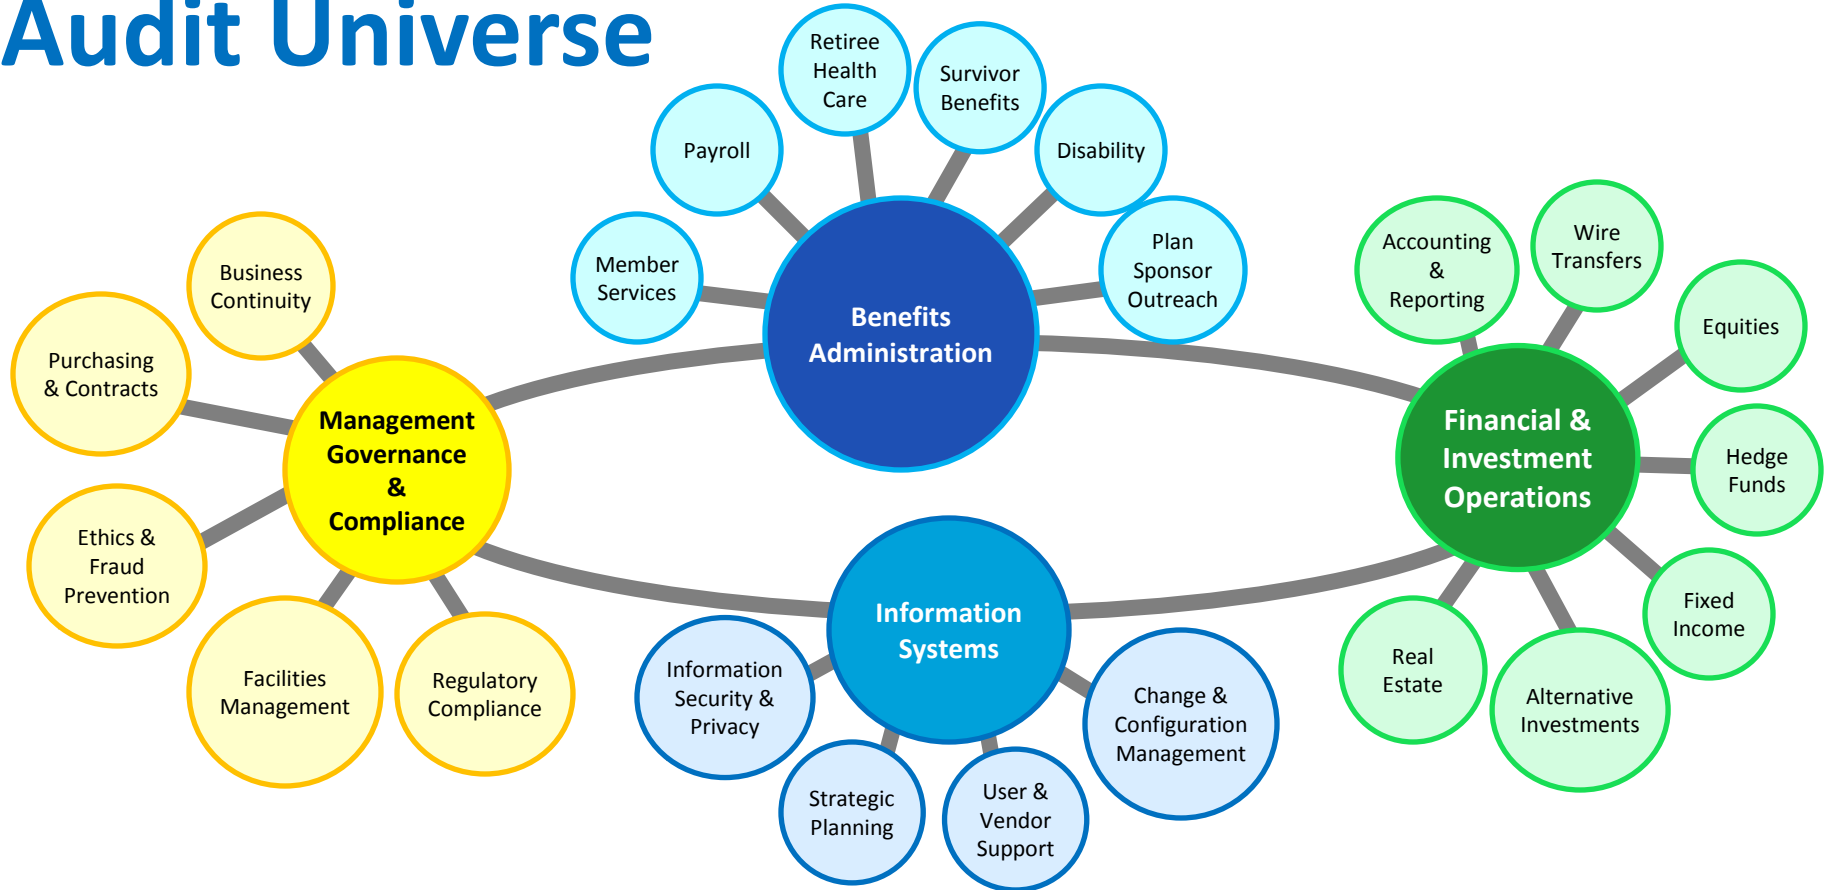 Audit Universe
Retiree
Health
Care
Survivor
Benefits
Payroll
Disability
Member
Services
Plan
Sponsor
Outreach
Benefits
Administration
Business
Continuity
Purchasing
& Contracts
Management
Governance
&
Compliance
Ethics &
Fraud
Prevention
Facilities
Management
Regulatory
Compliance
Accounting
&
Reporting
Wire
Transfers
Equities
Financial &
Investment
Operations
Hedge
Funds
Fixed
Income
Real
Estate
Alternative
Investments
Information
Systems
Information
Security &
Privacy
Strategic
Planning
User &
Vendor
Support
Change &
Configuration
Management